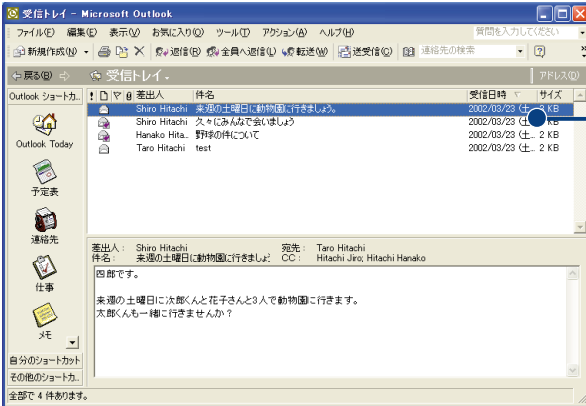 受信トレイ - Microsoft Outlook
ファイル(F) 編集(E) 表示(V) お気に入り(O) ツール(T) アクション(A) ヘルプ(H) 質問を入力してください
新規作成(N) 返信(R) 全員へ返信(L) 転送(W) 送受信(C) 連絡先の検索
戻る(B) 受信トレイ. アドレス(D)
Outlook ショートカ..
差出人 件名 受信日時 サイズ
Shiro Hitachi 来週の土曜日に動物園に行きましょう。 2002/03/23 (土... 2 KB
Shiro Hitachi 久々にみんなで会いましょう 2002/03/23 (土... 2 KB
Hanako Hita... 野球の件について 2002/03/23 (土... 2 KB
Taro Hitachi test 2002/03/23 (土... 2 KB
Outlook Today
予定表
連絡先
仕事
メモ
自分のショートカット
その他のショートカ..
差出人: Shiro Hitachi 宛先: Taro Hitachi
件名: 来週の土曜日に動物園に行きましょ CC: Hitachi Jiro; Hitachi Hanako
四郎です。
来週の土曜日に次郎くんと花子さんと3人で動物園に行きます。
太郎くんも一緒に行きませんか？
全部で 4 件あります。